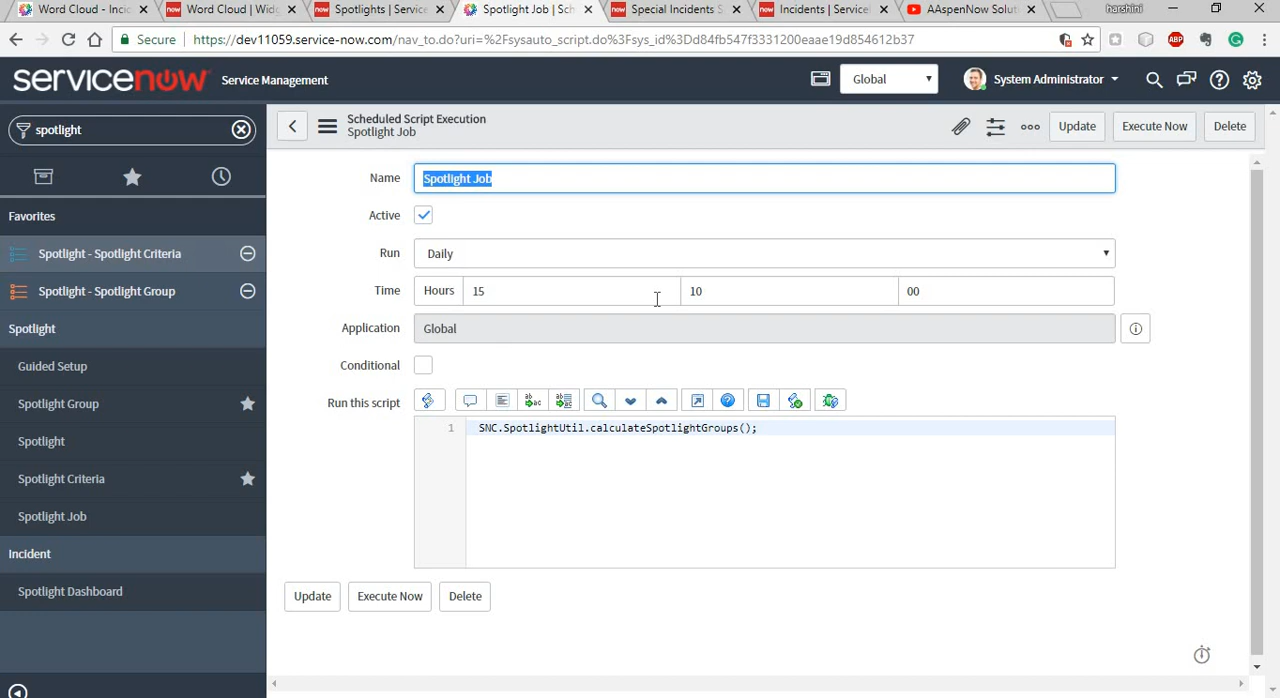 Word Cloud - Inci
Word Cloud | Wid
Spotlights | Service
Spotlight Job | Sch
Special Incidents S
Incidents | Service
AAspenNow Solut
harshini
Secure
https://dev11059.service-now.com/nav_to.do?uri=%2Fsysauto_script.do%3Fsys_id%3Dd84fb547f3331200eaae19d854612b37
ABP
servicenow
Service Management
Global
System Administrator
spotlight
Scheduled Script Execution
Spotlight Job
Update
Execute Now
Delete
Favorites
Spotlight - Spotlight Criteria
Spotlight - Spotlight Group
Spotlight
Guided Setup
Spotlight Group
Spotlight
Spotlight Criteria
Spotlight Job
Incident
Spotlight Dashboard
Name
Spotlight Job
Active
Run
Daily
Time
Hours
15
10
00
Application
Global
Conditional
Run this script
1
SNC.SpotlightUtil.calculateSpotlightGroups();
Update
Execute Now
Delete